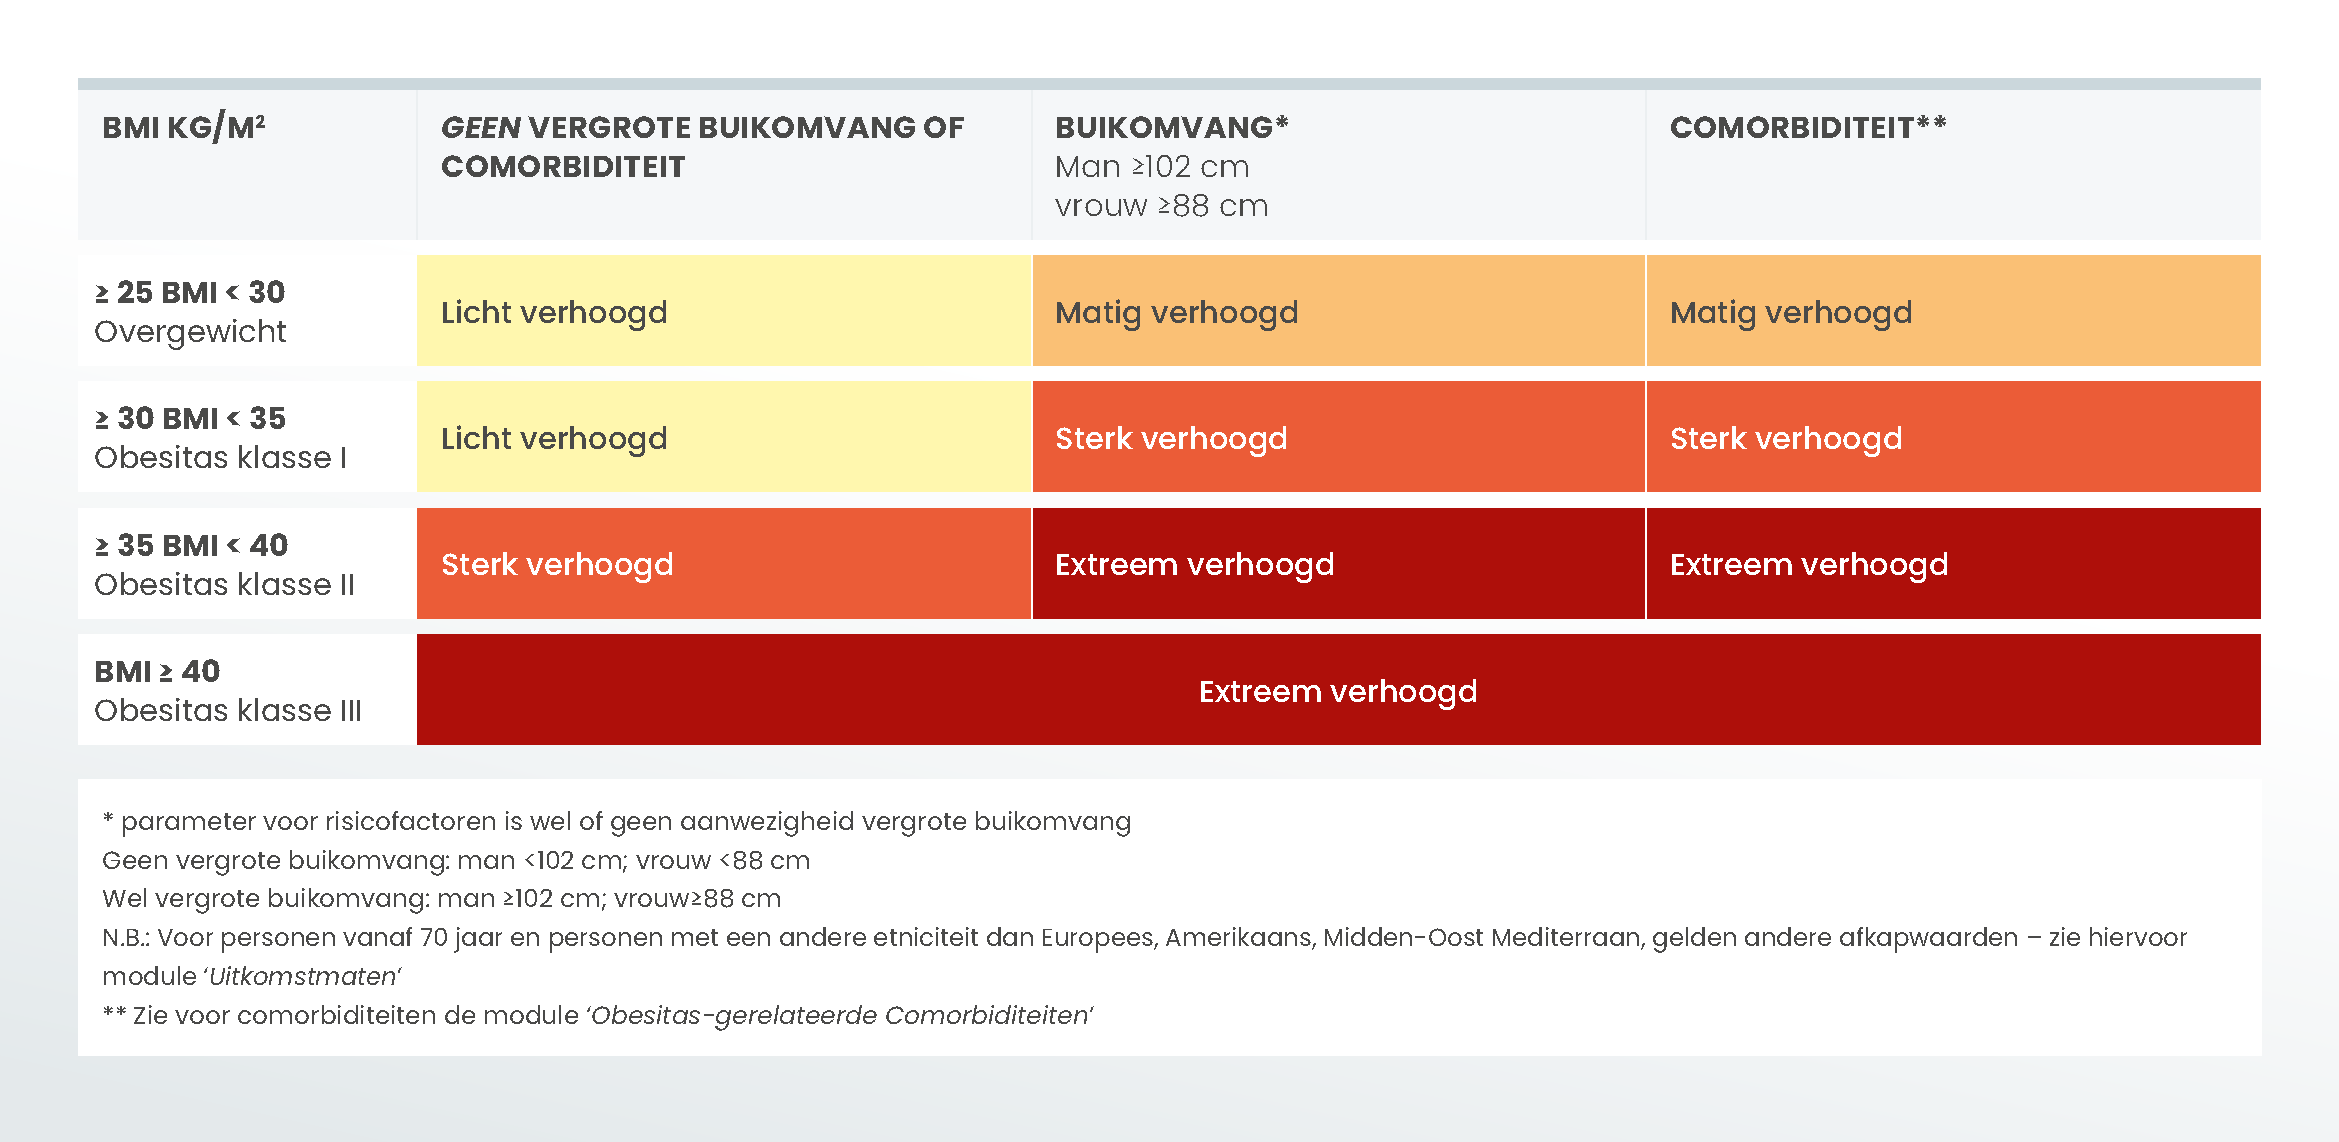 BMI KG/M²
GEEN VERGROTE BUIKOMVANG OF
COMORBIDITEIT
BUIKOMVANG*
Man ≥102 cm
vrouw ≥88 cm
COMORBIDITEIT**
≥ 25 BMI < 30
Overgewicht
Licht verhoogd
Matig verhoogd
Matig verhoogd
≥ 30 BMI < 35
Obesitas klasse I
Licht verhoogd
Sterk verhoogd
Sterk verhoogd
≥ 35 BMI < 40
Obesitas klasse II
Sterk verhoogd
Extreem verhoogd
Extreem verhoogd
BMI ≥ 40
Obesitas klasse III
Extreem verhoogd
* parameter voor risicofactoren is wel of geen aanwezigheid vergrote buikomvang
Geen vergrote buikomvang: man <102 cm; vrouw <88 cm
Wel vergrote buikomvang: man ≥102 cm; vrouw≥88 cm
N.B.: Voor personen vanaf 70 jaar en personen met een andere etniciteit dan Europees, Amerikaans, Midden-Oost Mediterraan, gelden andere afkapwaarden – zie hiervoor
module ‘Uitkomstmaten’
** Zie voor comorbiditeiten de module ‘Obesitas-gerelateerde Comorbiditeiten’